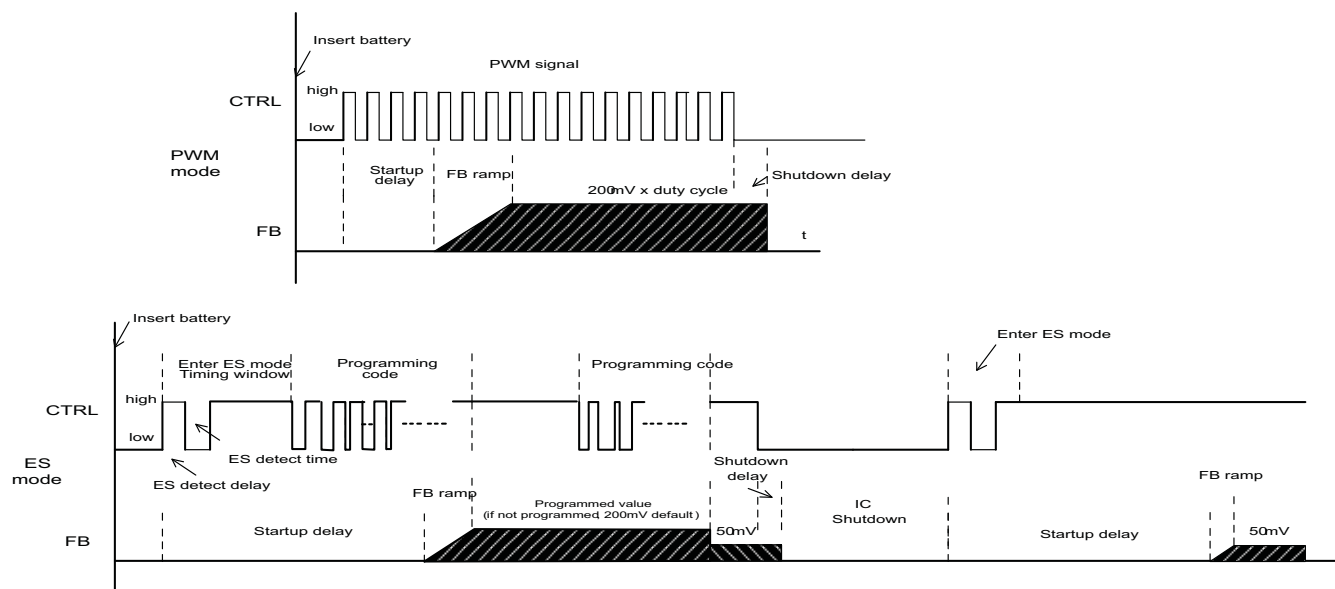 Insert battery
PWM signal
CTRL
high
low
PWM
mode
Startup
delay
FB ramp
200mV x duty cycle
Shutdown delay
FB
t
Insert battery
Enter ES mode
Enter ES mode
Timing window
Programming
code
Programming code
CTRL
high
low
ES
mode
ES detect time
ES detect delay
Shutdown
delay
FB ramp
FB ramp
Programmed value
(if not programmed, 200mV default)
50mV
IC
Shutdown
50mV
Startup delay
Startup delay
FB